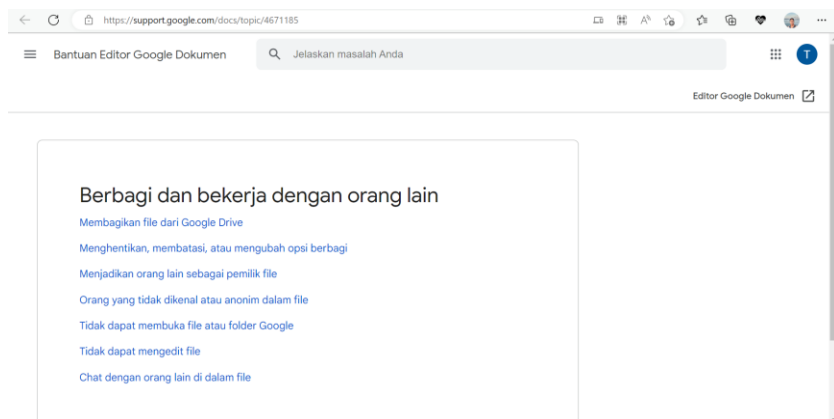 https://support.google.com/docs/topic/4671185
Bantuan Editor Google Dokumen
Jelaskan masalah Anda
T
Editor Google Dokumen
Berbagi dan bekerja dengan orang lain
Membagikan file dari Google Drive
Menghentikan, membatasi, atau mengubah opsi berbagi
Menjadikan orang lain sebagai pemilik file
Orang yang tidak dikenal atau anonim dalam file
Tidak dapat membuka file atau folder Google
Tidak dapat mengedit file
Chat dengan orang lain di dalam file